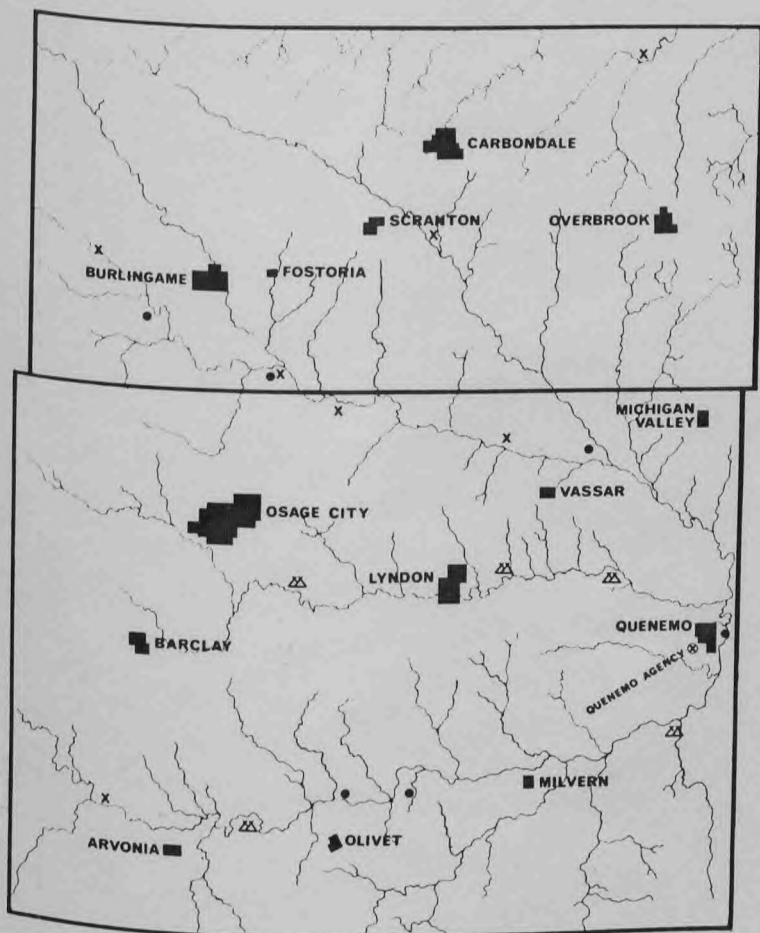 X
CARBONDALE
SCRANTON
X
OVERBROOK
X
BURLINGAME
FOSTORIA
X
X
X
MICHIGAN
VALLEY
VASSAR
OSAGE CITY
LYNDON
QUENEMO
BARCLAY
QUENEMO AGENCY
X
MILVERN
ARVONIA
OLIVET